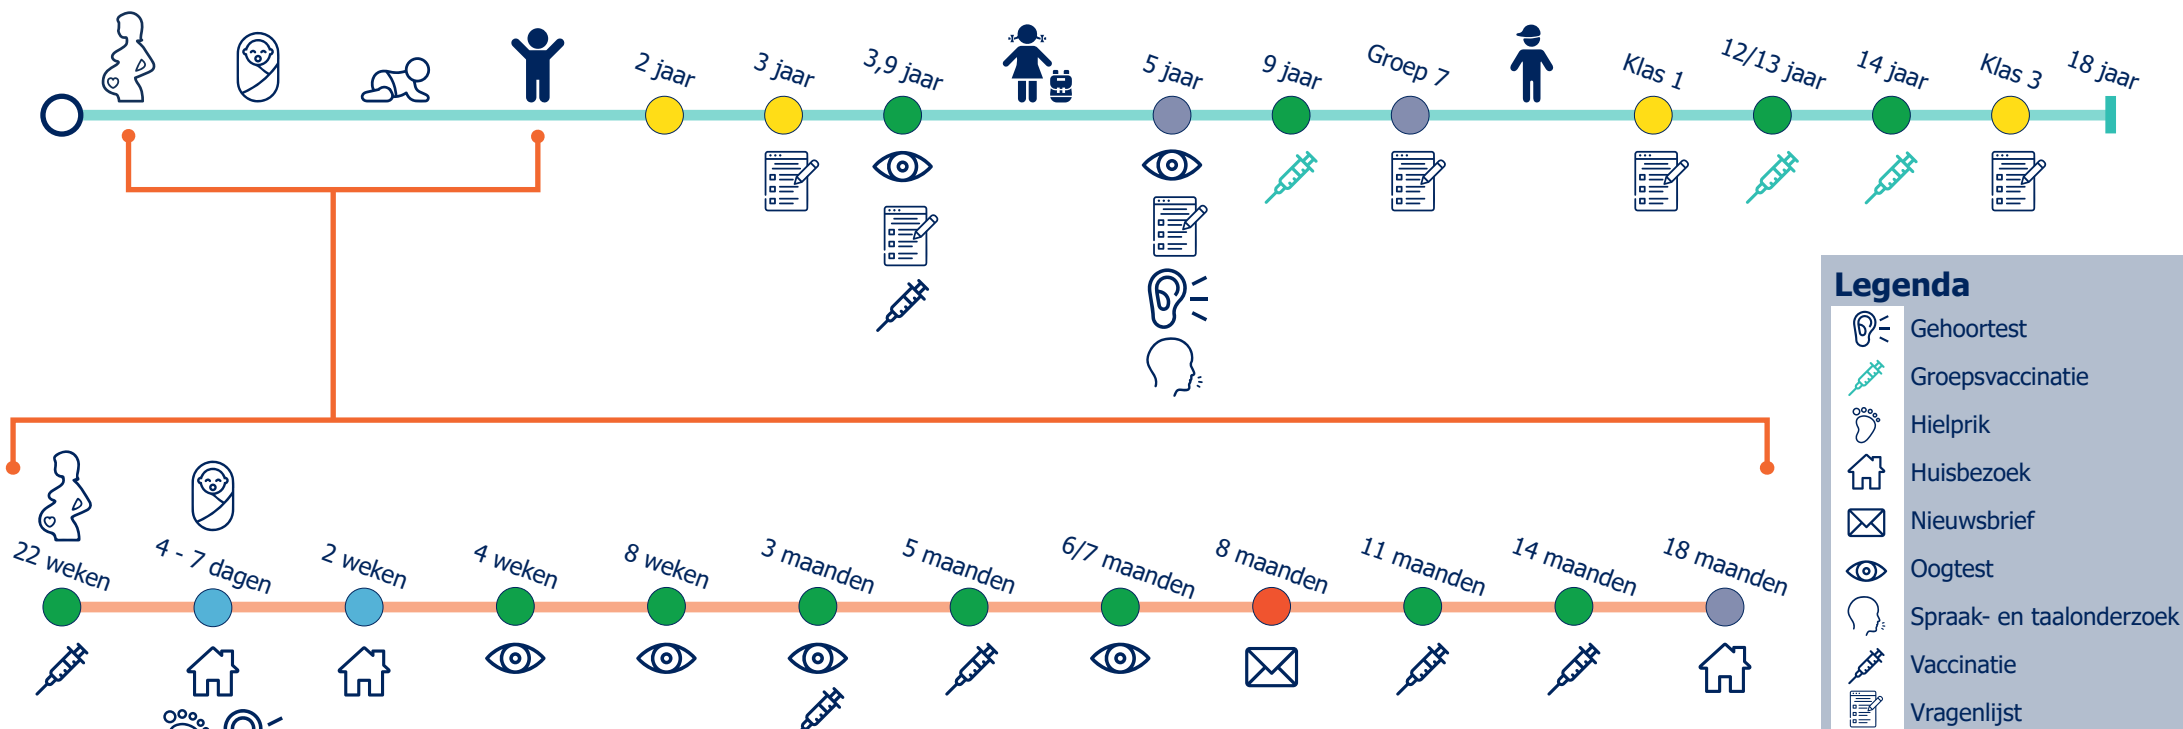 2 jaar
3 jaar
3,9 jaar
5 jaar
9 jaar
Groep 7
Klas 1
12/13 jaar
14 jaar
Klas 3
18 jaar
Legenda
Gehoortest
Groepsvaccinatie
Hielprik
Huisbezoek
Nieuwsbrief
Oogtest
Spraak- en taalonderzoek
Vaccinatie
Vragenlijst
22 weken
4 - 7 dagen
2 weken
4 weken
8 weken
3 maanden
5 maanden
6/7 maanden
8 maanden
11 maanden
14 maanden
18 maanden